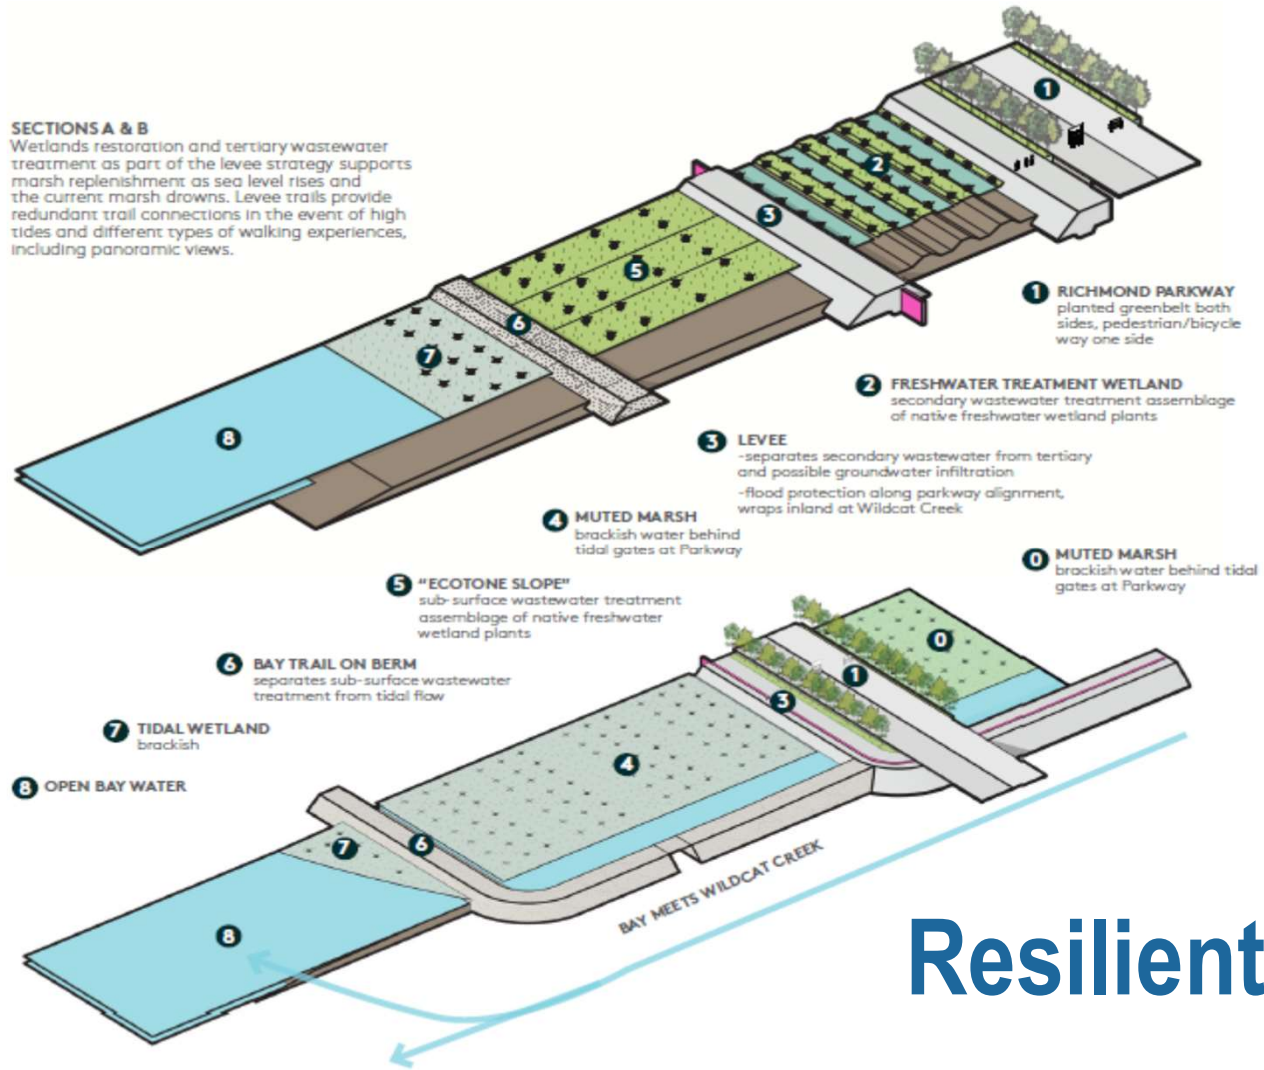 SECTIONS A & B
Wetlands restoration and tertiary wastewater
treatment as part of the levee strategy supports
marsh replenishment as sea level rises and
the current marsh drowns. Levee trails provide
redundant trail connections in the event of high
tides and different types of walking experiences,
including panoramic views.
1
2
3
5
6
7
8
1 RICHMOND PARKWAY
planted greenbelt both
sides, pedestrian/bicycle
way one side
2 FRESHWATER TREATMENT WETLAND
secondary wastewater treatment assemblage
of native freshwater wetland plants
3 LEVEE
-separates secondary wastewater from tertiary
and possible groundwater infiltration
-flood protection along parkway alignment,
wraps inland at Wildcat Creek
4 MUTED MARSH
brackish water behind
tidal gates at Parkway
0 MUTED MARSH
brackish water behind tidal
gates at Parkway
5 "ECOTONE SLOPE"
sub-surface wastewater treatment
assemblage of native freshwater
wetland plants
6 BAY TRAIL ON BERM
separates sub-surface wastewater
treatment from tidal flow
7 TIDAL WETLAND
brackish
8 OPEN BAY WATER
0
1
3
4
6
7
8
BAY MEETS WILDCAT CREEK
Resilient